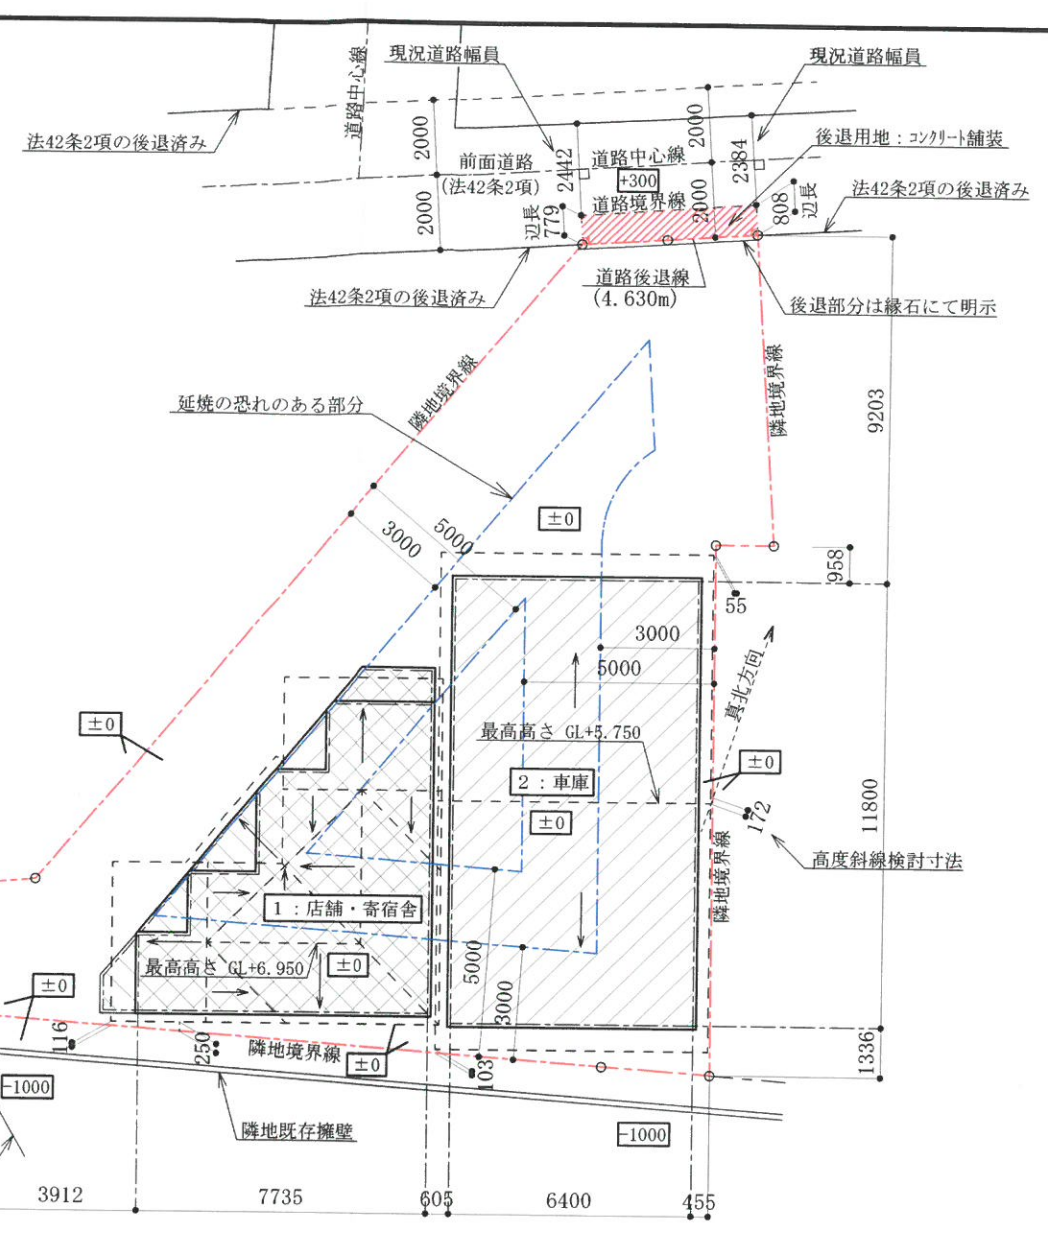 現況道路幅員
現況道路幅員
道路中心線
法42条2項の後退済み
2000
前面道路
(法42条2項)
2000
2442
道路中心線
+300
道路境界線
2000
2000
2384
後退用地：コンクリート舗装
法42条2項の後退済み
辺長
779
808
辺長
法42条2項の後退済み
道路後退線
(4.630m)
後退部分は縁石にて明示
隣地境界線
隣地境界線
9203
延焼の恐れのある部分
3000
5000
±0
958
55
3000
5000
真北方向
±0
最高高さ GL+5.750
2：車庫
±0
±0
172
11800
高度斜線検討寸法
隣地境界線
1：店舗・寄宿舎
最高高さ GL+6.950
±0
5000
3000
±0
116
250
隣地境界線
±0
103
1336
-1000
隣地既存擁壁
-1000
3912
7735
605
6400
455